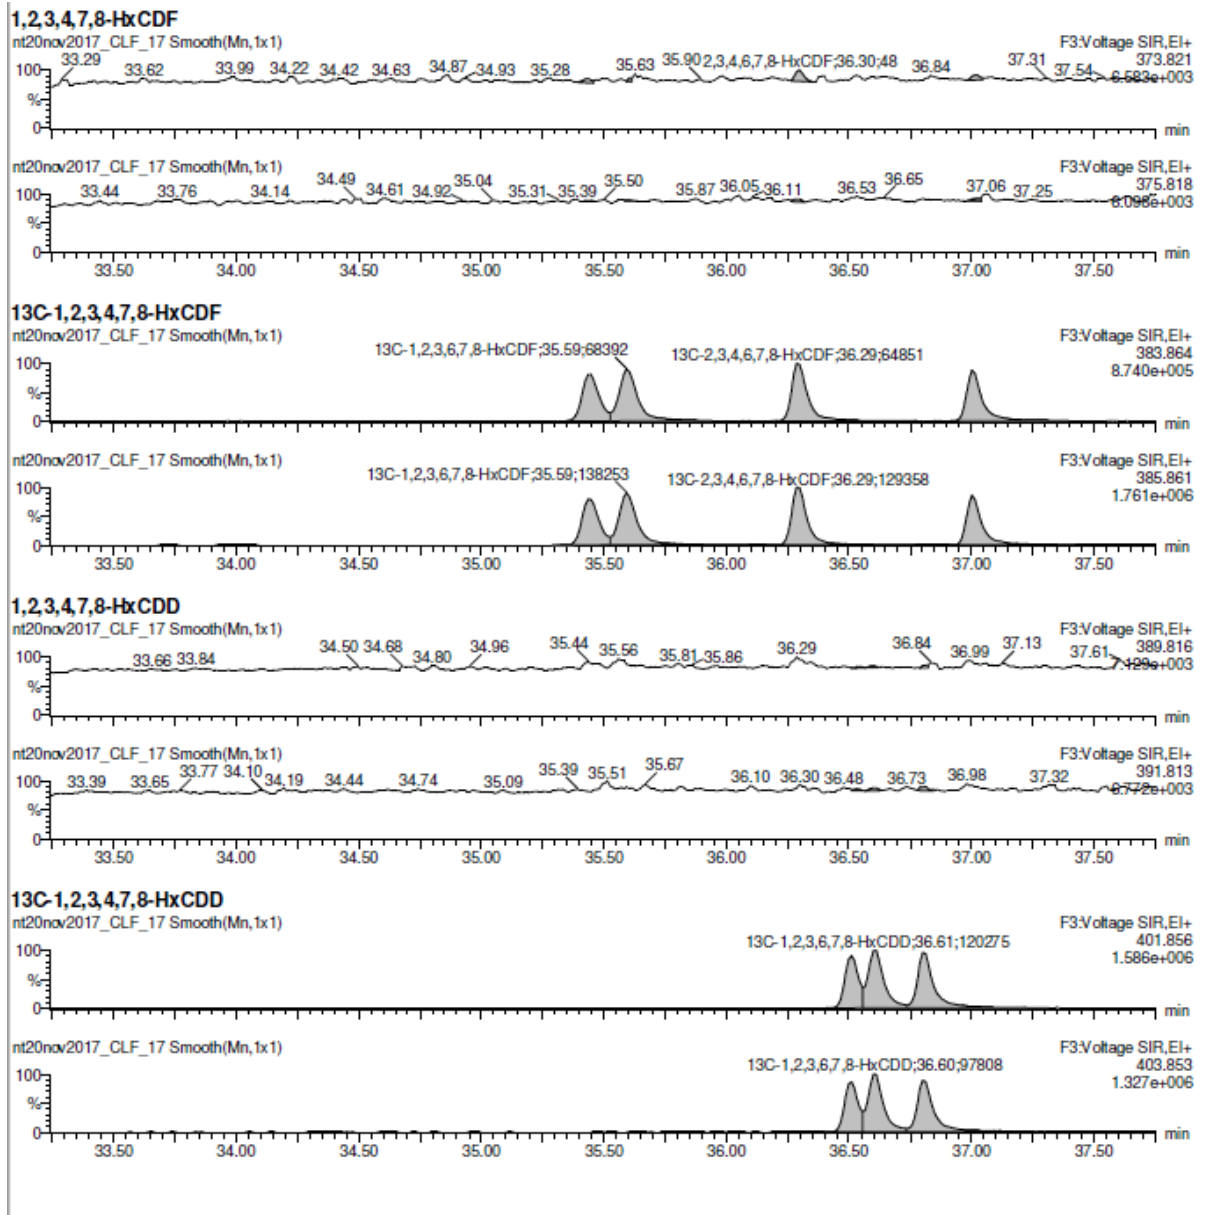 1,2,3,4,7,8-HxCDF
nt20nov2017_CLF_17 Smooth(Mn,1x1)
F3:Voltage SIR,EI+
373.821
6.583e+003
33.29 33.62 33.99 34.22 34.42 34.63 34.87 34.93 35.28 35.63 35.90 2,3,4,6,7,8-HxCDF;36.30;48 36.84 37.31 37.54
100
%
0
min
nt20nov2017_CLF_17 Smooth(Mn,1x1)
F3:Voltage SIR,EI+
375.818
6.098e+003
33.44 33.76 34.14 34.49 34.61 34.92 35.04 35.31 35.39 35.50 35.87 36.05 36.11 36.53 36.65 37.06 37.25
100
%
0
min
33.50 34.00 34.50 35.00 35.50 36.00 36.50 37.00 37.50
13C-1,2,3,4,7,8-HxCDF
nt20nov2017_CLF_17 Smooth(Mn,1x1)
F3:Voltage SIR,EI+
383.864
8.740e+005
13C-1,2,3,6,7,8-HxCDF;35.59;68392 13C-2,3,4,6,7,8-HxCDF;36.29;64851
100
%
0
min
nt20nov2017_CLF_17 Smooth(Mn,1x1)
F3:Voltage SIR,EI+
385.861
1.761e+006
13C-1,2,3,6,7,8-HxCDF;35.59;138253 13C-2,3,4,6,7,8-HxCDF;36.29;129358
100
%
0
min
33.50 34.00 34.50 35.00 35.50 36.00 36.50 37.00 37.50
1,2,3,4,7,8-HxCDD
nt20nov2017_CLF_17 Smooth(Mn,1x1)
F3:Voltage SIR,EI+
389.816
7.129e+003
33.66 33.84 34.50 34.68 34.80 34.96 35.44 35.56 35.81 35.86 36.29 36.84 36.99 37.13 37.61
100
%
0
min
nt20nov2017_CLF_17 Smooth(Mn,1x1)
F3:Voltage SIR,EI+
391.813
6.772e+003
33.39 33.65 33.77 34.10 34.19 34.44 34.74 35.09 35.39 35.51 35.67 36.10 36.30 36.48 36.73 36.98 37.32
100
%
0
min
33.50 34.00 34.50 35.00 35.50 36.00 36.50 37.00 37.50
13C-1,2,3,4,7,8-HxCDD
nt20nov2017_CLF_17 Smooth(Mn,1x1)
F3:Voltage SIR,EI+
401.856
1.586e+006
13C-1,2,3,6,7,8-HxCDD;36.61;120275
100
%
0
min
nt20nov2017_CLF_17 Smooth(Mn,1x1)
F3:Voltage SIR,EI+
403.853
1.327e+006
13C-1,2,3,6,7,8-HxCDD;36.60;97808
100
%
0
min
33.50 34.00 34.50 35.00 35.50 36.00 36.50 37.00 37.50